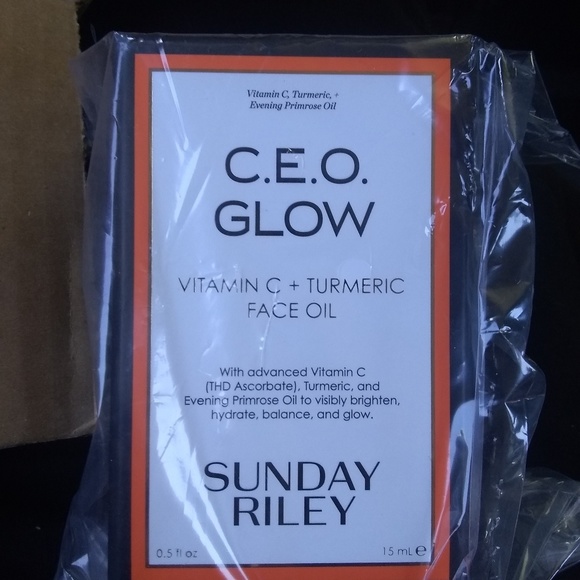 Vitamin C, Turmeric, +
Evening Primrose Oil
C.E.O.
GLOW
VITAMIN C + TURMERIC
FACE OIL
With advanced Vitamin C
(THD Ascorbate), Turmeric, and
Evening Primrose Oil to visibly brighten,
hydrate, balance, and glow.
SUNDAY
RILEY
0.5 fl oz 15 mL ℮